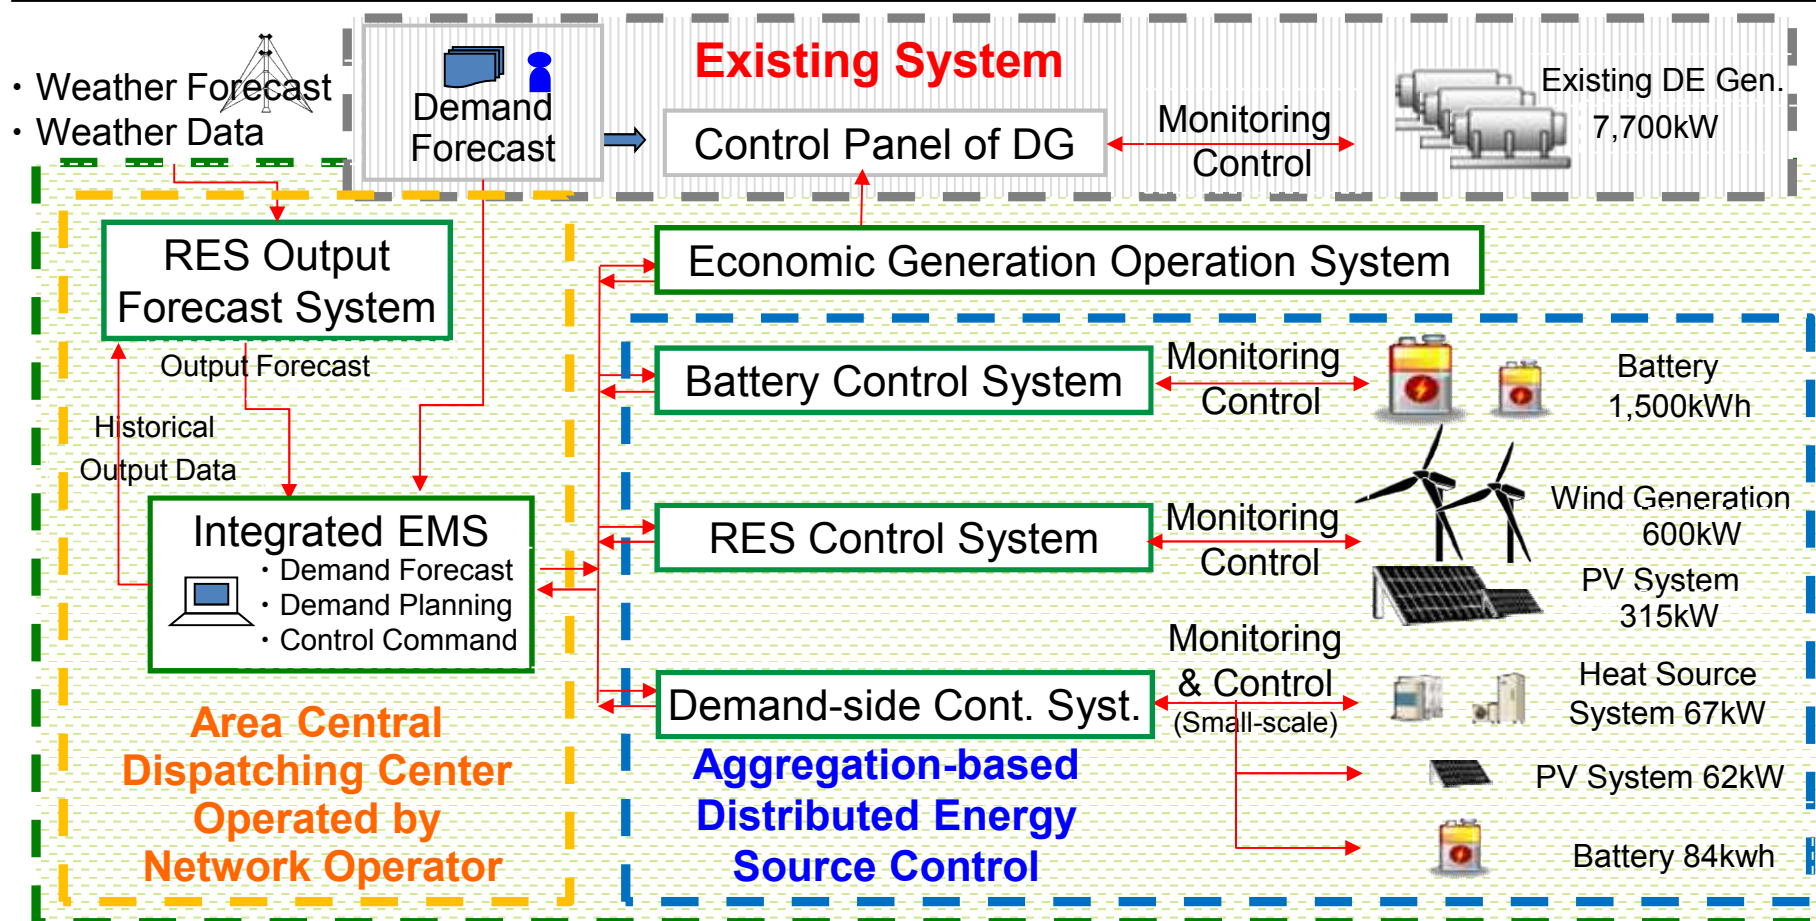 Existing System
・Weather Forecast
・Weather Data
Demand
Forecast
Control Panel of DG
Monitoring
Control
Existing DE Gen.
7,700kW
RES Output
Forecast System
Economic Generation Operation System
Output Forecast
Historical
Output Data
Battery Control System
Monitoring
Control
Battery
1,500kWh
Integrated EMS
・Demand Forecast
・Demand Planning
・Control Command
RES Control System
Monitoring
Control
Wind Generation
600kW
PV System
315kW
Demand-side Cont. Syst.
Monitoring
& Control
(Small-scale)
Heat Source
System 67kW
PV System 62kW
Battery 84kwh
Area Central
Dispatching Center
Operated by
Network Operator
Aggregation-based
Distributed Energy
Source Control